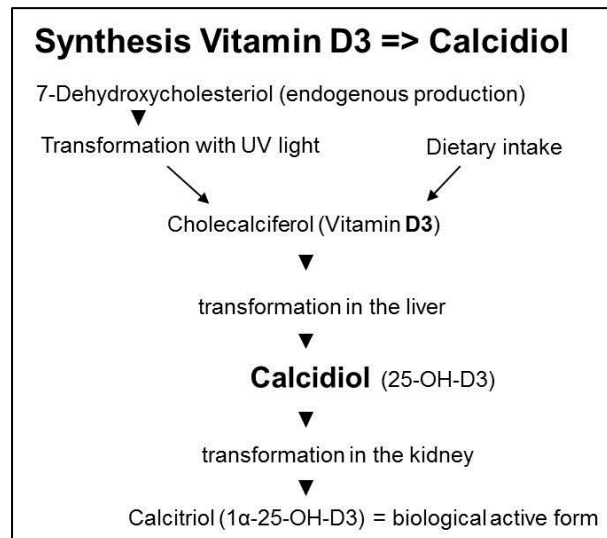 Synthesis Vitamin D3 => Calcidiol
7-Dehydroxycholesteriol (endogenous production)
Transformation with UV light
Dietary intake
Cholecalciferol (Vitamin D3)
transformation in the liver
Calcidiol (25-OH-D3)
transformation in the kidney
Calcitriol (1α-25-OH-D3) = biological active form